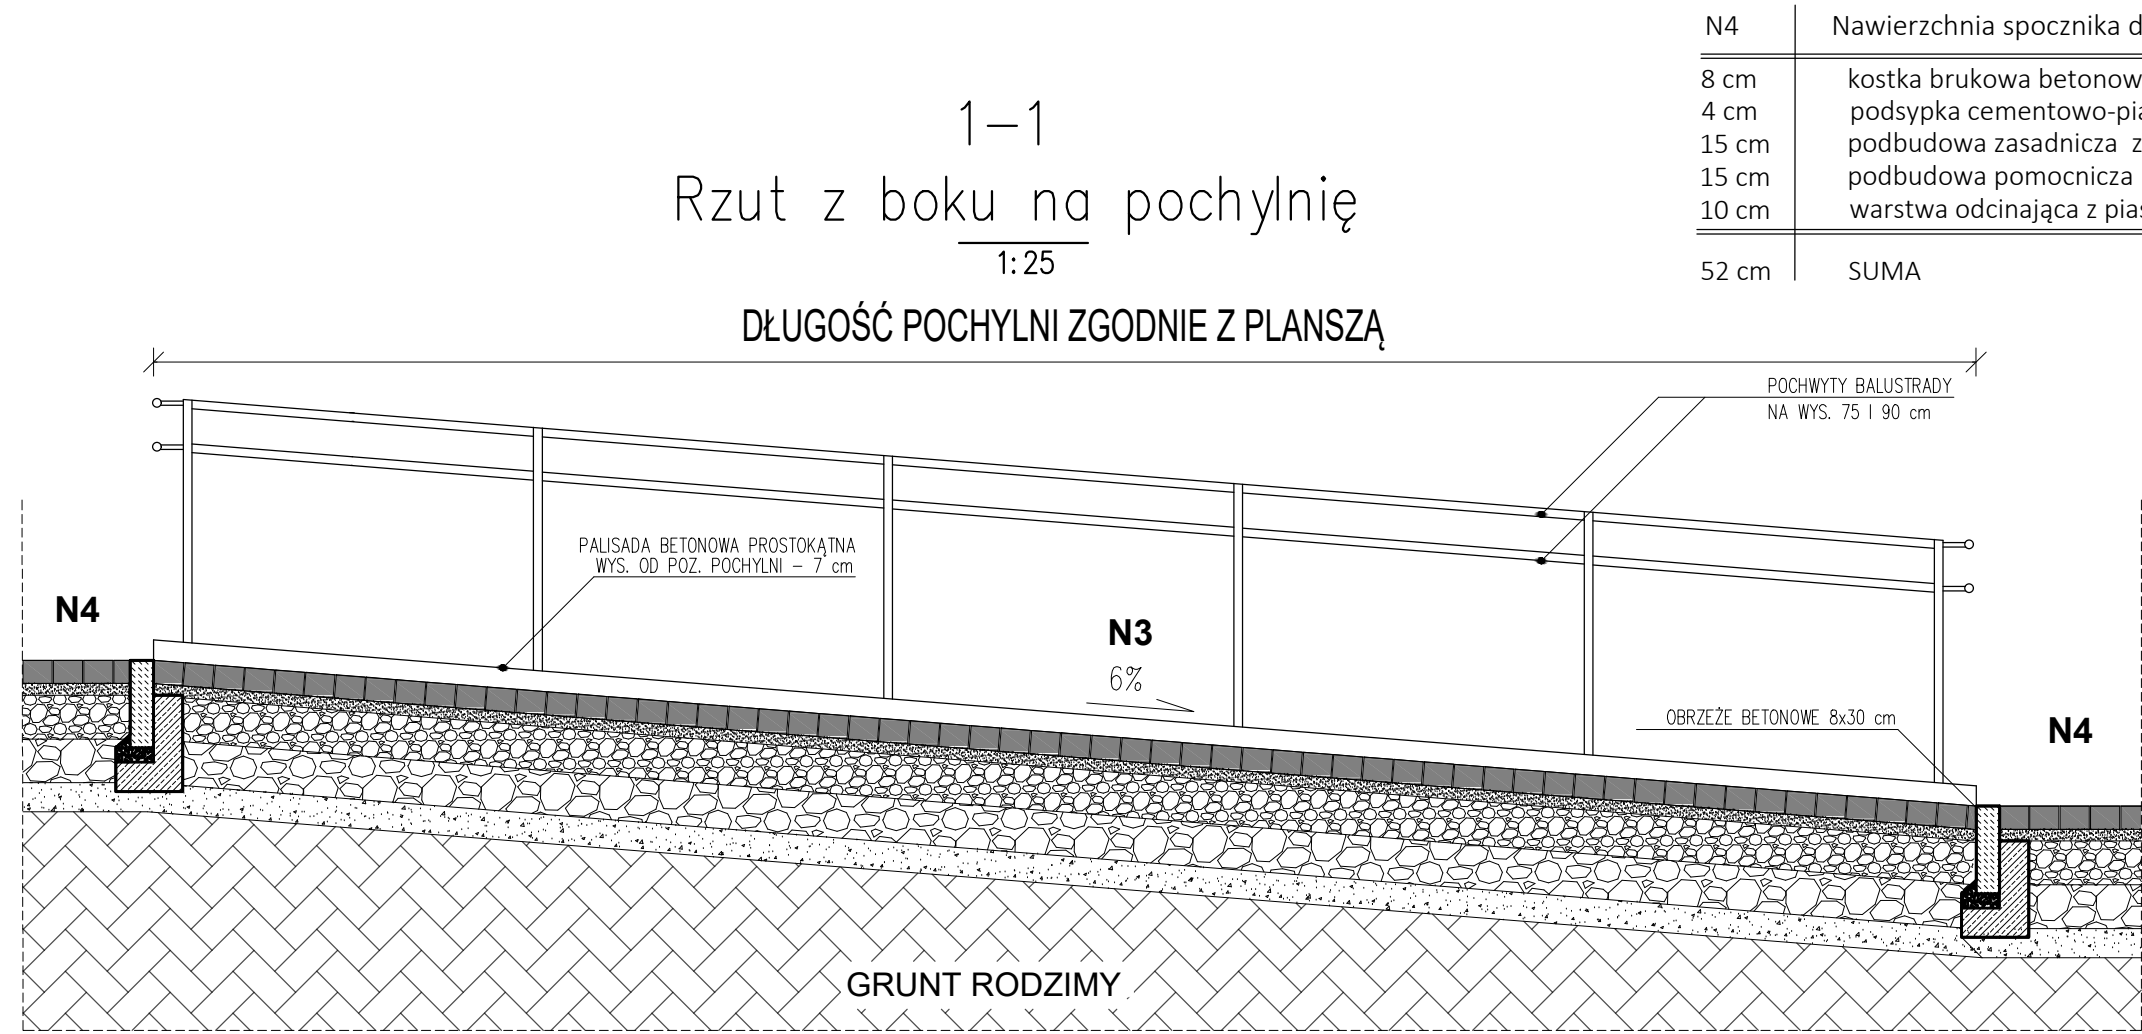 N4 Nawierzchnia spocznika d
8 cm kostka brukowa betonow
4 cm podsypka cementowo-pia
15 cm podbudowa zasadnicza z
15 cm podbudowa pomocnicza
10 cm warstwa odcinająca z pias
52 cm SUMA
1-1
Rzut z boku na pochylnię
1:25
DŁUGOŚĆ POCHYLNI ZGODNIE Z PLANSZĄ
POCHWYTY BALUSTRADY
NA WYS. 75 I 90 cm
PALISADA BETONOWA PROSTOKĄTNA
WYS. OD POZ. POCHYLNI - 7 cm
N4
N3
6%
OBRZEŻE BETONOWE 8x30 cm
N4
GRUNT RODZIMY